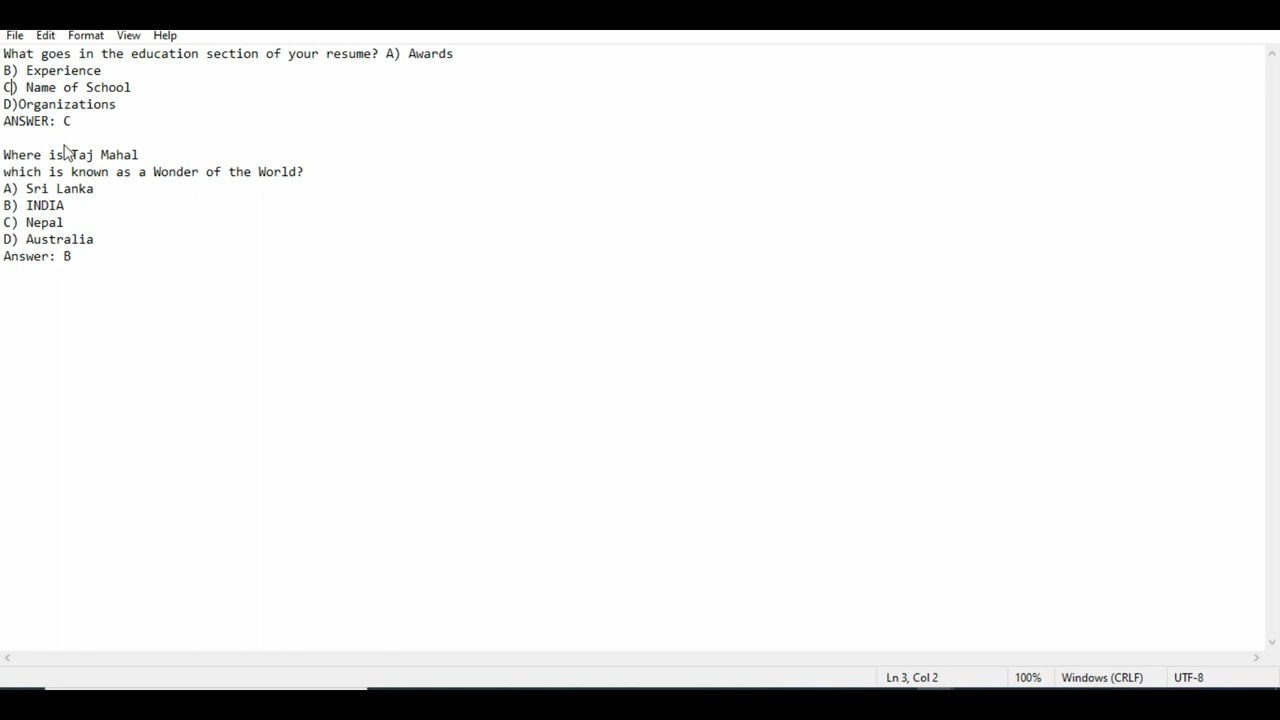 File Edit Format View Help
What goes in the education section of your resume? A) Awards
B) Experience
C) Name of School
D)Organizations
ANSWER: C
Where is Taj Mahal
which is known as a Wonder of the World?
A) Sri Lanka
B) INDIA
C) Nepal
D) Australia
Answer: B
Ln 3, Col 2 100% Windows (CRLF) UTF-8